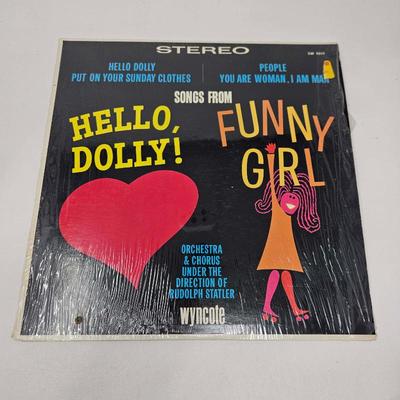 STEREO
HELLO DOLLY
PUT ON YOUR SUNDAY CLOTHES
PEOPLE
YOU ARE WOMAN, I AM MAN
SONGS FROM
HELLO,
DOLLY!
FUNNY
GIRL
ORCHESTRA
& CHORUS
UNDER THE
DIRECTION OF
RUDOLPH STATLER
wyncote